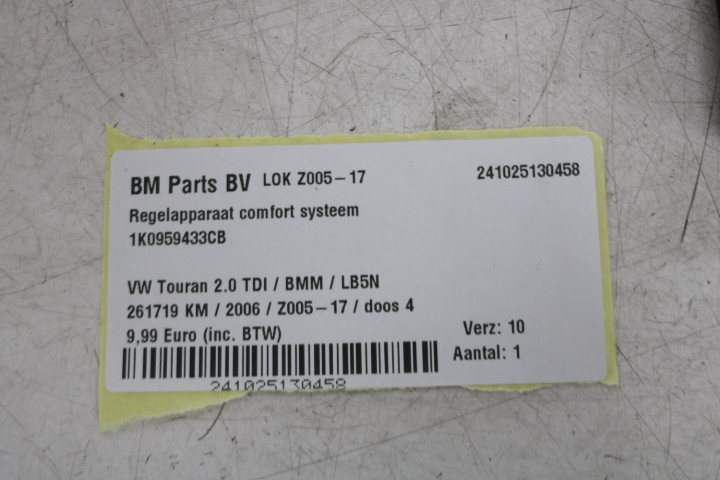 BM Parts BV LOK Z005-17 241025130458
Regelapparaat comfort systeem
1K0959433CB
VW Touran 2.0 TDI / BMM / LB5N
261719 KM / 2006 / Z005-17 / doos 4
9,99 Euro (inc. BTW) Verz: 10
Aantal: 1
241025130458